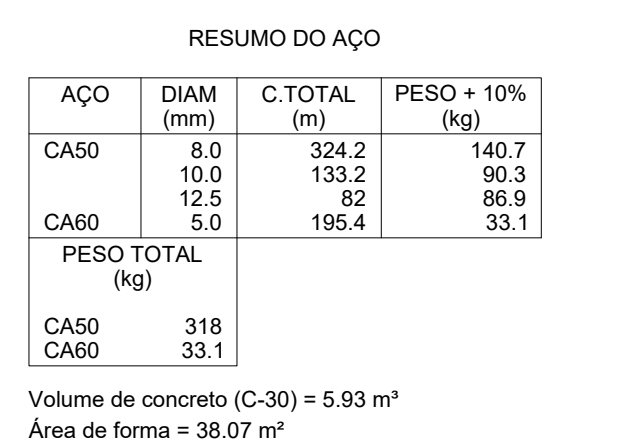 RESUMO DO AÇO
AÇO DIAM C.TOTAL PESO + 10%
(mm) (m) (kg)
CA50 8.0 324.2 140.7
10.0 133.2 90.3
12.5 82 86.9
CA60 5.0 195.4 33.1
PESO TOTAL
(kg)
CA50 318
CA60 33.1
Volume de concreto (C-30) = 5.93 m³
Área de forma = 38.07 m²